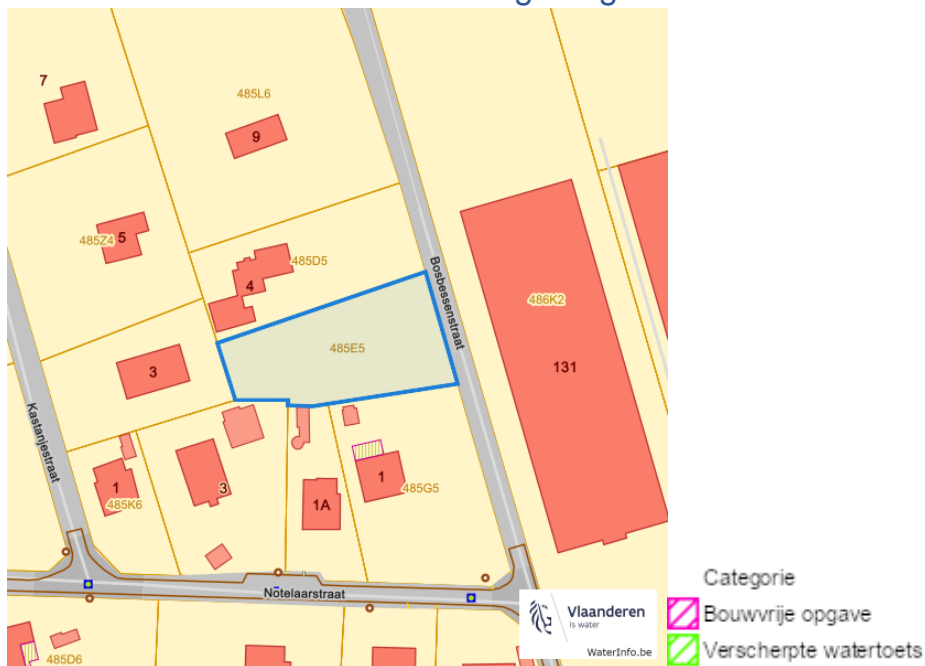 7
485L6
9
485Z4
5
485D5
4
Bosbessenstraat
486K2
485E5
131
3
Kastanjestraat
1
485K6
3
1A
1
485G5
Notelaarstraat
485D6
Vlaanderen
is water
WaterInfo.be
Categorie
Bouwvrije opgave
Verscherpte watertoets